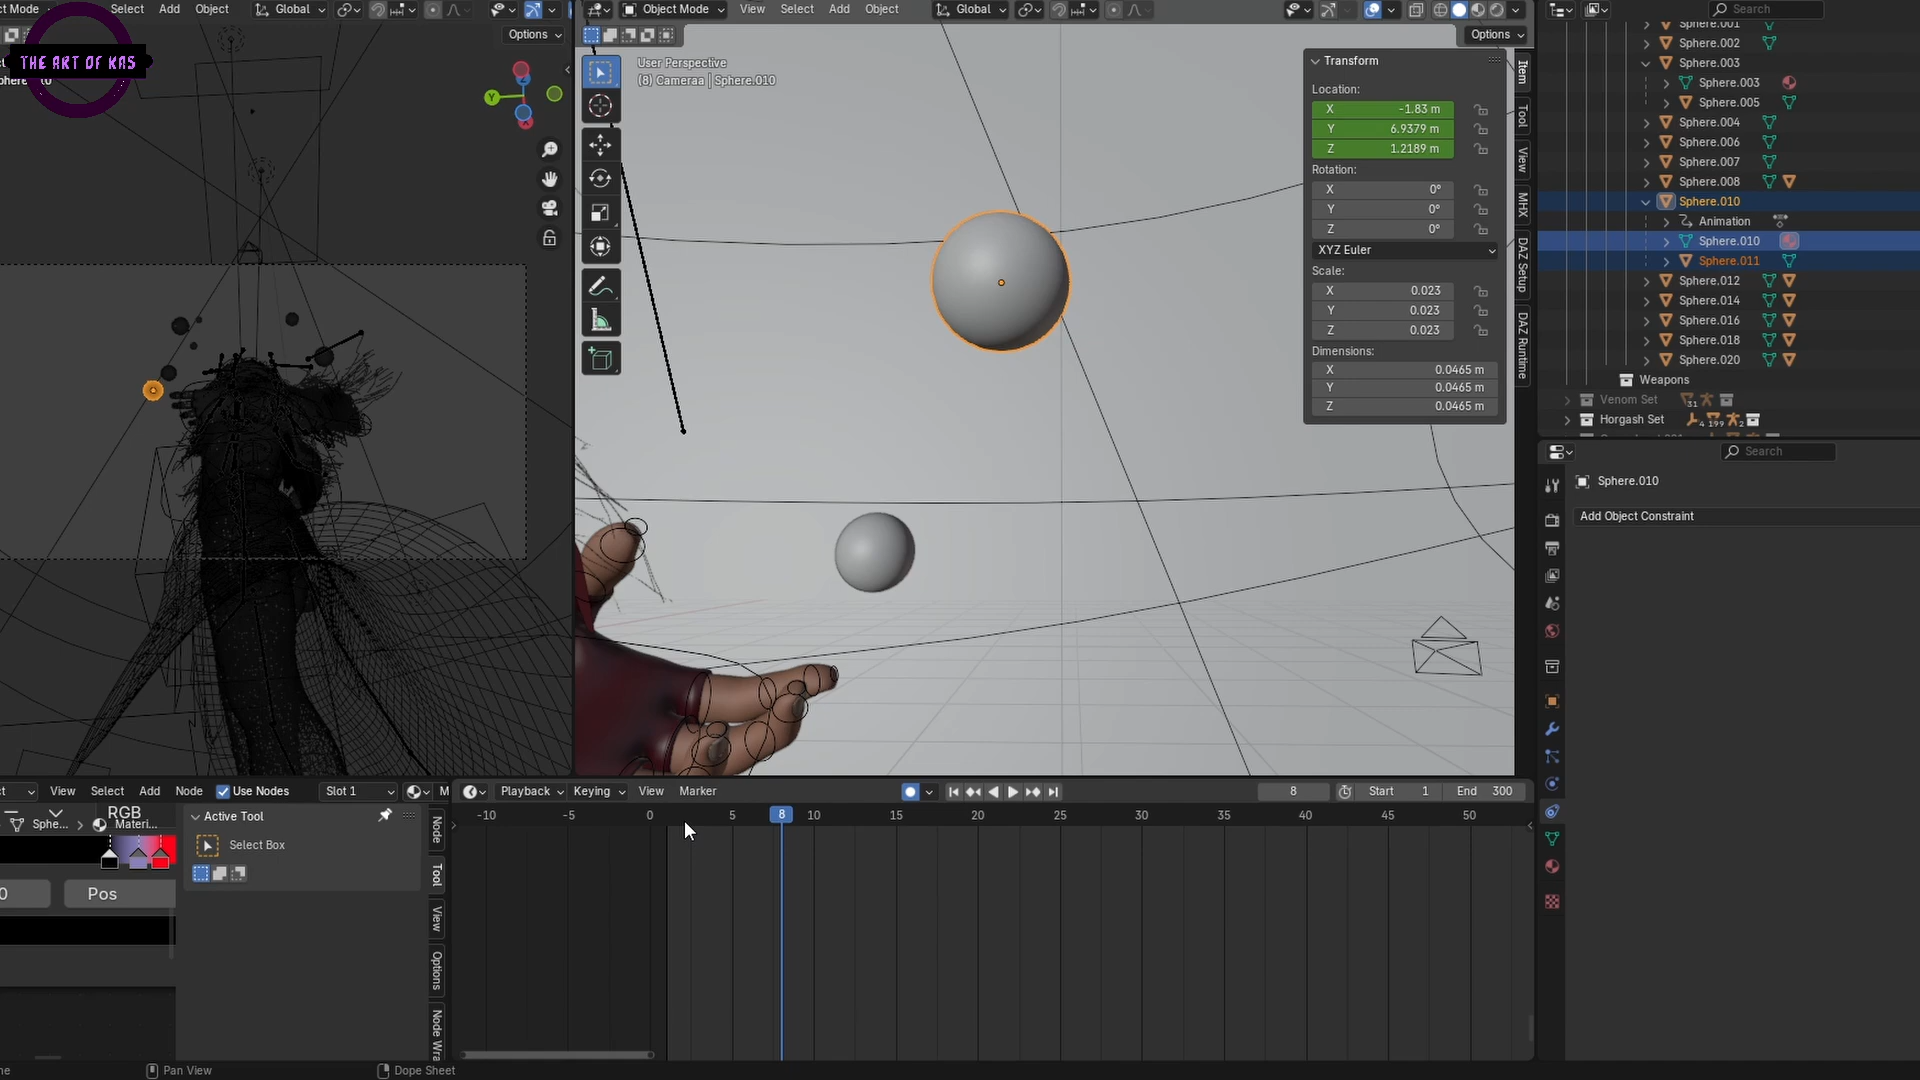 ct Mode
Select
Add
Object
Global
Options
THE ART OF KAS
Object Mode
View
Select
Add
Object
Global
Options
User Perspective
(8) Cameraa | Sphere.010
Transform
Location:
X -1.83 m
Y 6.9379 m
Z 1.2189 m
Rotation:
X 0°
Y 0°
Z 0°
XYZ Euler
Scale:
X 0.023
Y 0.023
Z 0.023
Dimensions:
X 0.0465 m
Y 0.0465 m
Z 0.0465 m
Item
Tool
View
MHX
DAZ Setup
DAZ Runtime
Search
Sphere.001
Sphere.002
Sphere.003
Sphere.003
Sphere.005
Sphere.004
Sphere.006
Sphere.007
Sphere.008
Sphere.010
Animation
Sphere.010
Sphere.011
Sphere.012
Sphere.014
Sphere.016
Sphere.018
Sphere.020
Weapons
Venom Set 31
Horgash Set 4 199 2
Search
Sphere.010
Add Object Constraint
View
Select
Add
Node
Use Nodes
Slot 1
M
RGB
Sphe...
Materi...
0
Pos
Active Tool
Select Box
Node
Tool
View
Options
Node Wra
Playback
Keying
View
Marker
8
Start 1
End 300
-10 -5 0 5 8 10 15 20 25 30 35 40 45 50
Pan View
Dope Sheet